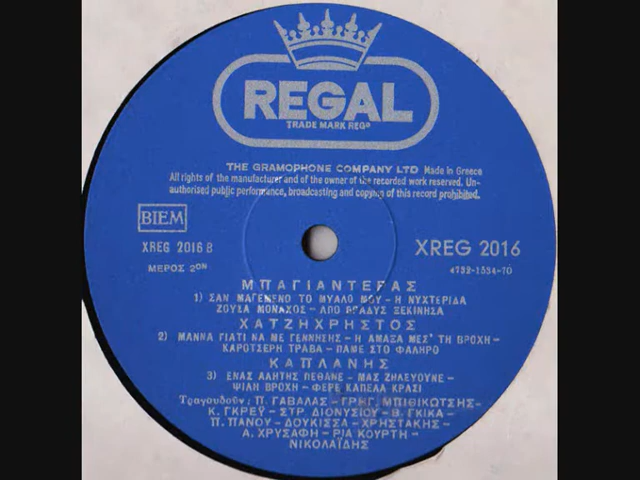 REGAL
TRADE MARK REGD
THE GRAMOPHONE COMPANY LTD Made in Greece
All rights of the manufacturer and of the owner of the recorded work reserved. Un-
authorised public performance, broadcasting and copying of this record prohibited.
BIEM
XREG 2016 B
XREG 2016
ΜΕΡΟΣ 2ΟΝ
4732-1534-70
ΜΠΑΓΙΑΝΤΕΡΑΣ
1) ΣΑΝ ΜΑΓΕΜΕΝΟ ΤΟ ΜΥΑΛΟ ΜΟΥ – Η ΝΥΧΤΕΡΙΔΑ
ΖΟΥΣΑ ΜΟΝΑΧΟΣ – ΑΠΟ ΒΡΑΔΥΣ ΞΕΚΙΝΗΣΑ
ΧΑΤΖΗΧΡΗΣΤΟΣ
2) ΜΑΝΝΑ ΓΙΑΤΙ ΝΑ ΜΕ ΓΕΝΝΗΣΗΣ – Η ΑΜΑΞΑ ΜΕΣ' ΤΗ ΒΡΟΧΗ –
ΚΑΡΟΤΣΕΡΗ ΤΡΑΒΑ – ΠΑΜΕ ΣΤΟ ΦΑΛΗΡΟ
ΚΑΠΛΑΝΗΣ
3) ΕΝΑΣ ΑΛΗΤΗΣ ΠΕΘΑΝΕ – ΜΑΣ ΖΗΛΕΥΟΥΝΕ –
ΨΙΛΗ ΒΡΟΧΗ – ΦΕΡΕ ΚΑΠΕΛΑ ΚΡΑΣΙ
Τραγουδοῦν: Π. ΓΑΒΑΛΑΣ – ΓΡΗΓ. ΜΠΙΘΙΚΩΤΣΗΣ –
Κ. ΓΚΡΕΥ – ΣΤΡ. ΔΙΟΝΥΣΙΟΥ – Β. ΓΚΙΚΑ –
Π. ΠΑΝΟΥ – ΔΟΥΚΙΣΣΑ – ΧΡΗΣΤΑΚΗΣ –
Α. ΧΡΥΣΑΦΗ – ΡΙΑ ΚΟΥΡΤΗ –
ΝΙΚΟΛΑΪΔΗΣ